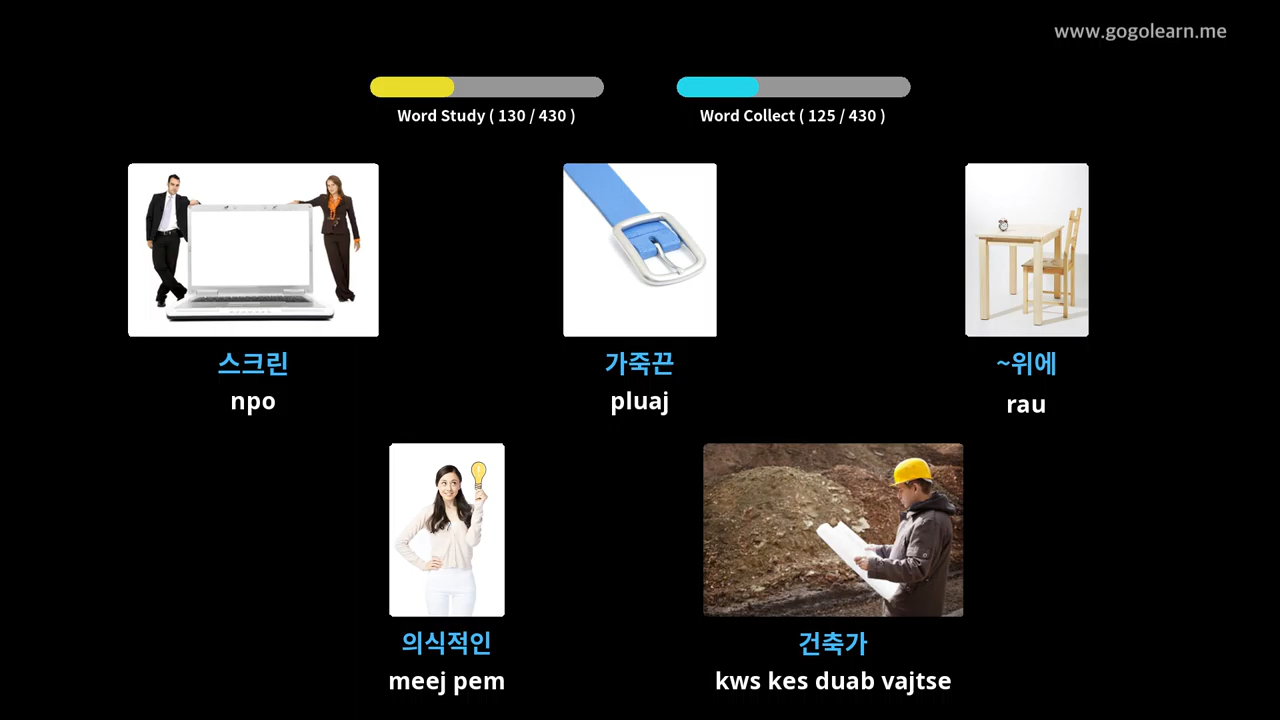 www.gogolearn.me
Word Study ( 130 / 430 )
Word Collect ( 125 / 430 )
스크린
npo
가죽끈
pluaj
~위에
rau
의식적인
meej pem
건축가
kws kes duab vajtse